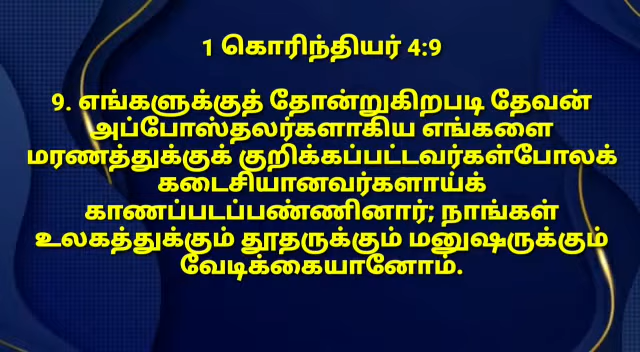 1 கொரிந்தியர் 4:9
9. எங்களுக்குத் தோன்றுகிறபடி தேவன்
அப்போஸ்தலர்களாகிய எங்களை
மரணத்துக்குக் குறிக்கப்பட்டவர்கள்போலக்
கடைசியானவர்களாய்க்
காணப்படப்பண்ணினார்; நாங்கள்
உலகத்துக்கும் தூதருக்கும் மனுஷருக்கும்
வேடிக்கையானோம்.